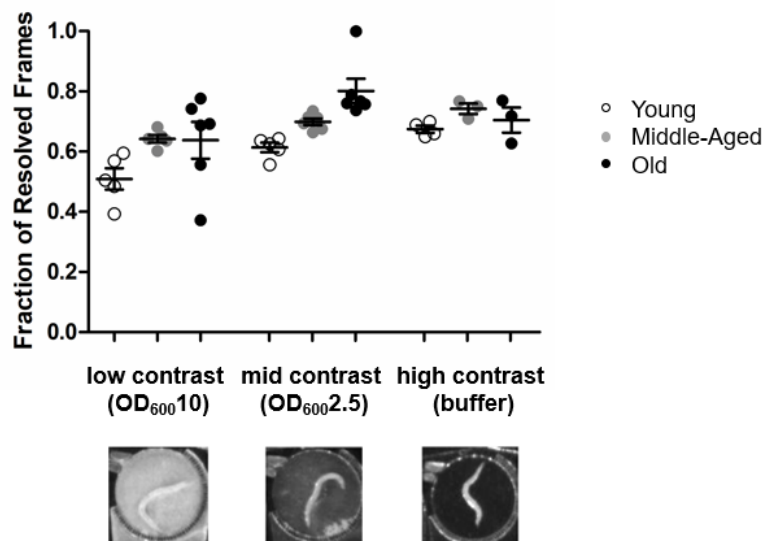 Fraction of Resolved Frames
1.0
0.8
0.6
0.4
0.2
0.0
low contrast
(OD₆₀₀10)
mid contrast
(OD₆₀₀2.5)
high contrast
(buffer)
Young
Middle-Aged
Old